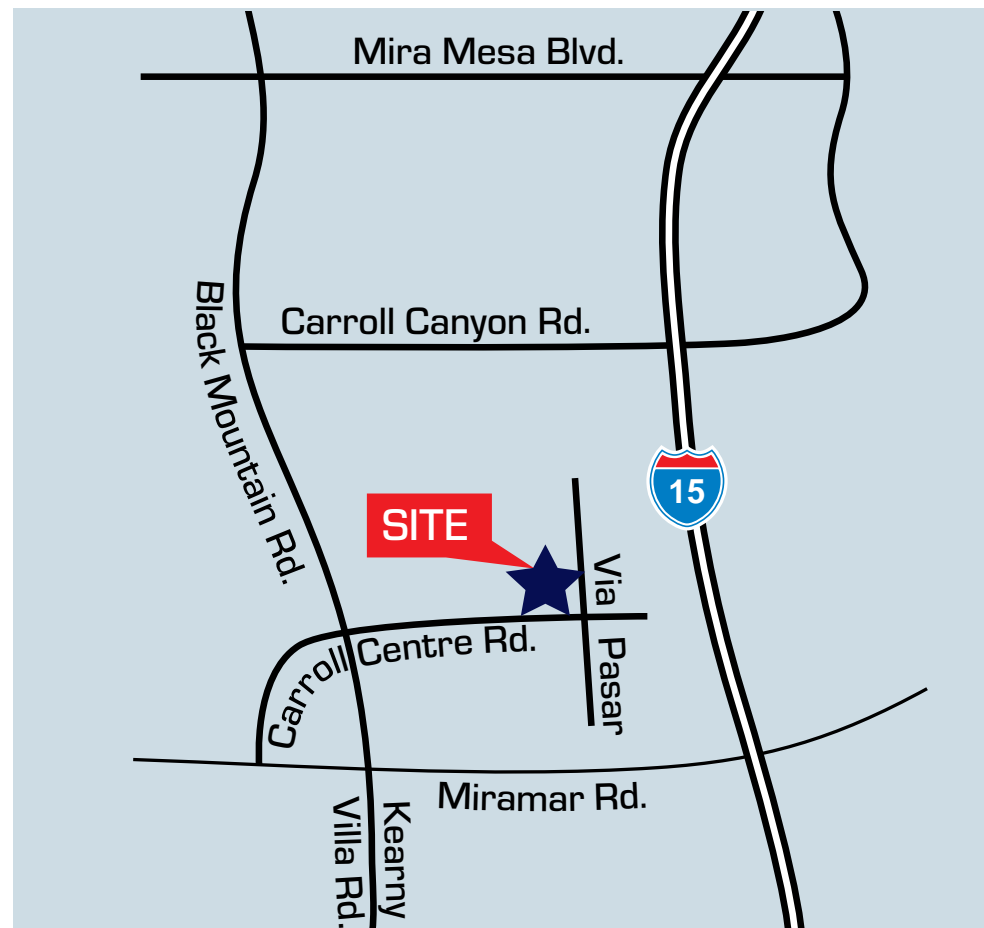 Mira Mesa Blvd.
Carroll Canyon Rd.
Black Mountain Rd.
15
SITE
Via
Pasar
Carroll Centre Rd.
Miramar Rd.
Kearny
Villa Rd.